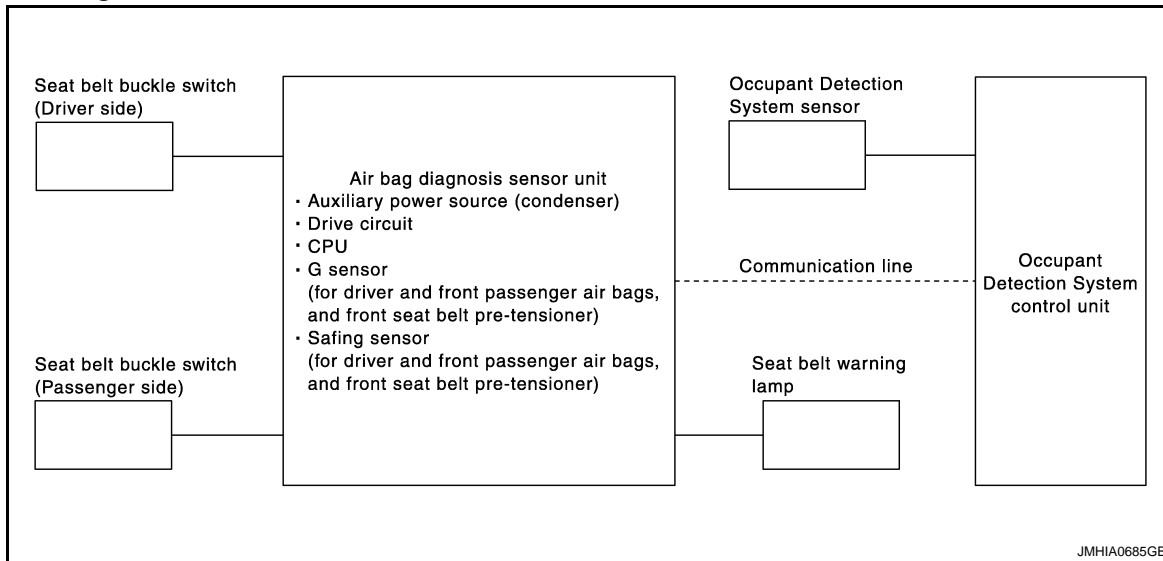 Seat belt buckle switch
(Driver side)
Air bag diagnosis sensor unit
· Auxiliary power source (condenser)
· Drive circuit
· CPU
· G sensor
(for driver and front passenger air bags,
and front seat belt pre-tensioner)
· Safing sensor
(for driver and front passenger air bags,
and front seat belt pre-tensioner)
Seat belt buckle switch
(Passenger side)
Occupant Detection
System sensor
Communication line
Seat belt warning
lamp
Occupant
Detection System
control unit